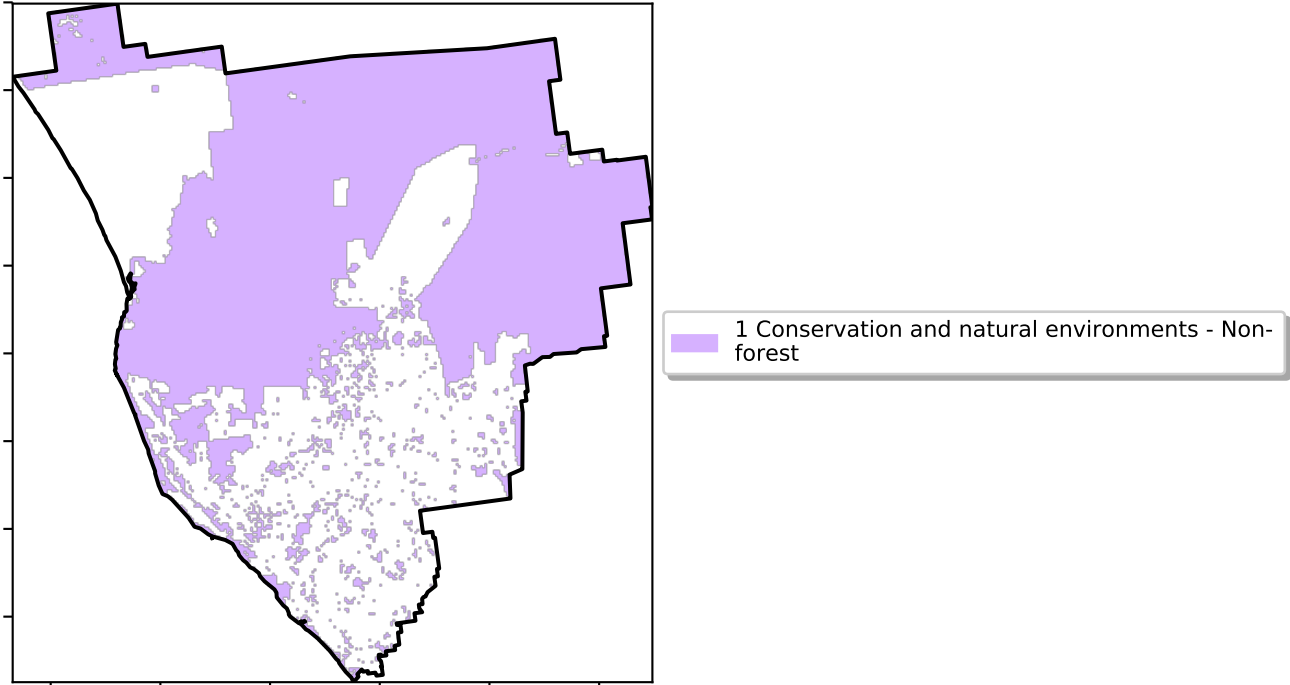 1 Conservation and natural environments - Non-
forest